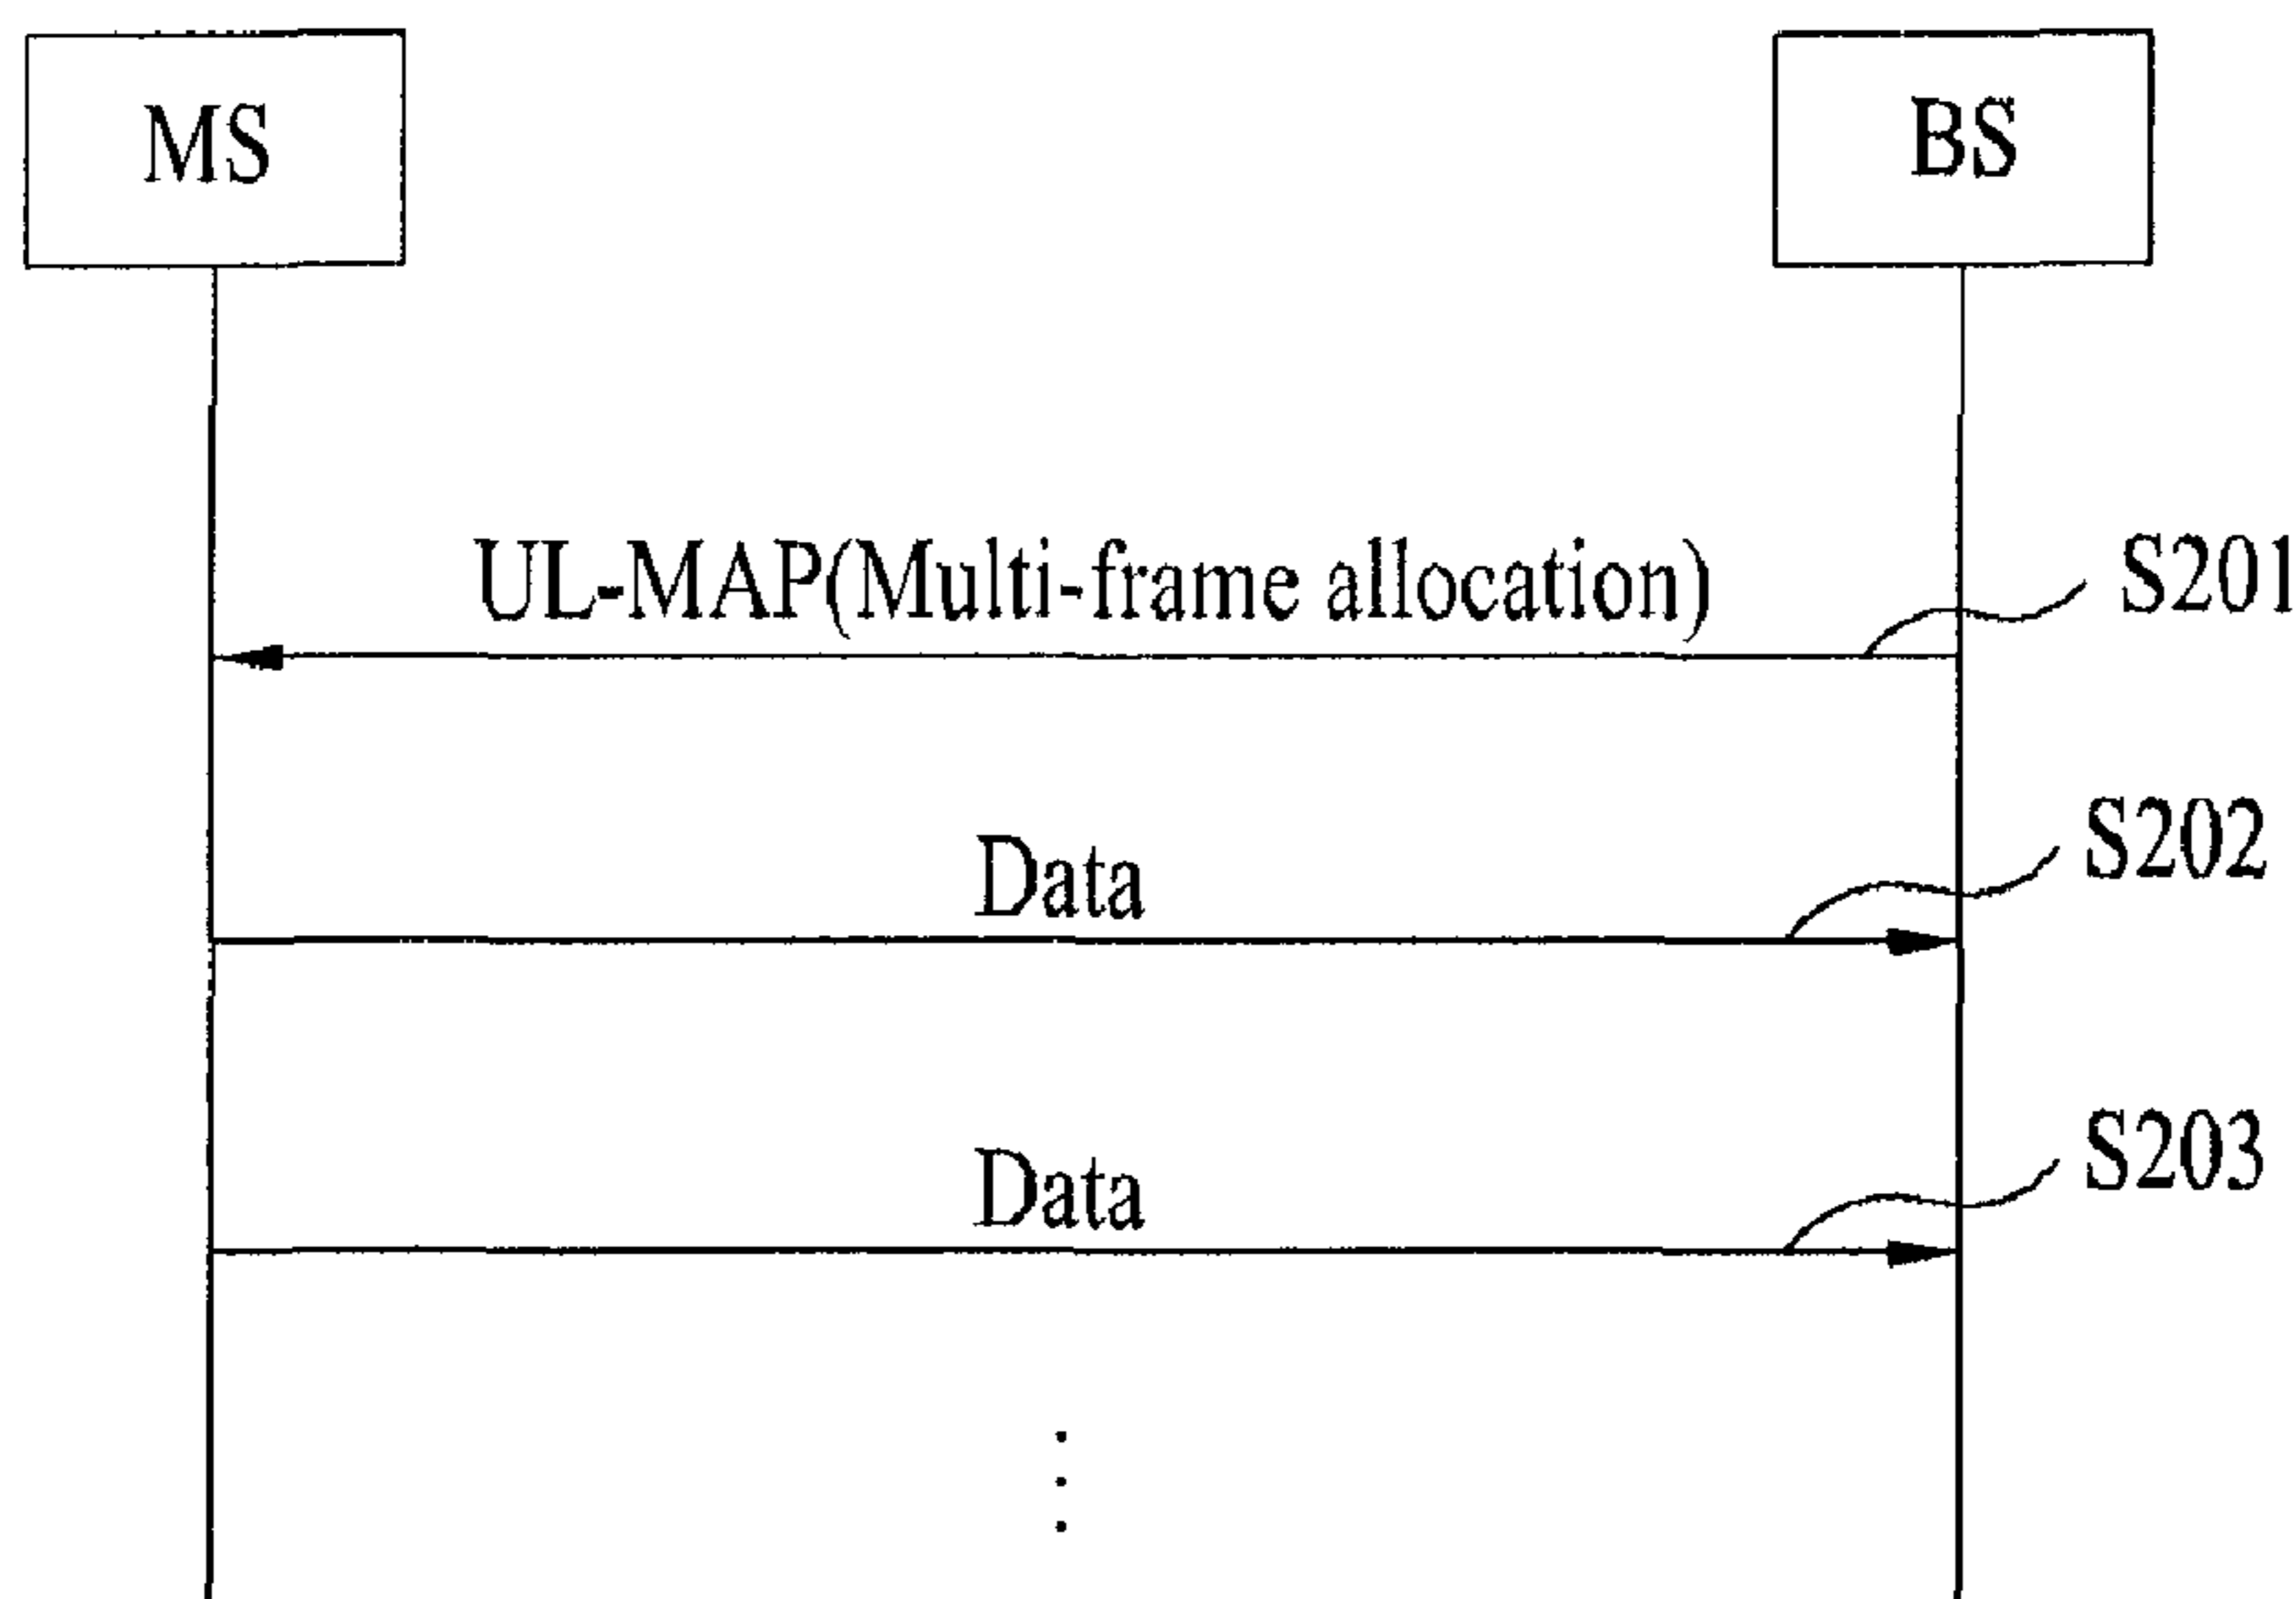 MS
BS
UL-MAP(Multi-frame allocation)
S201
Data
S202
Data
S203